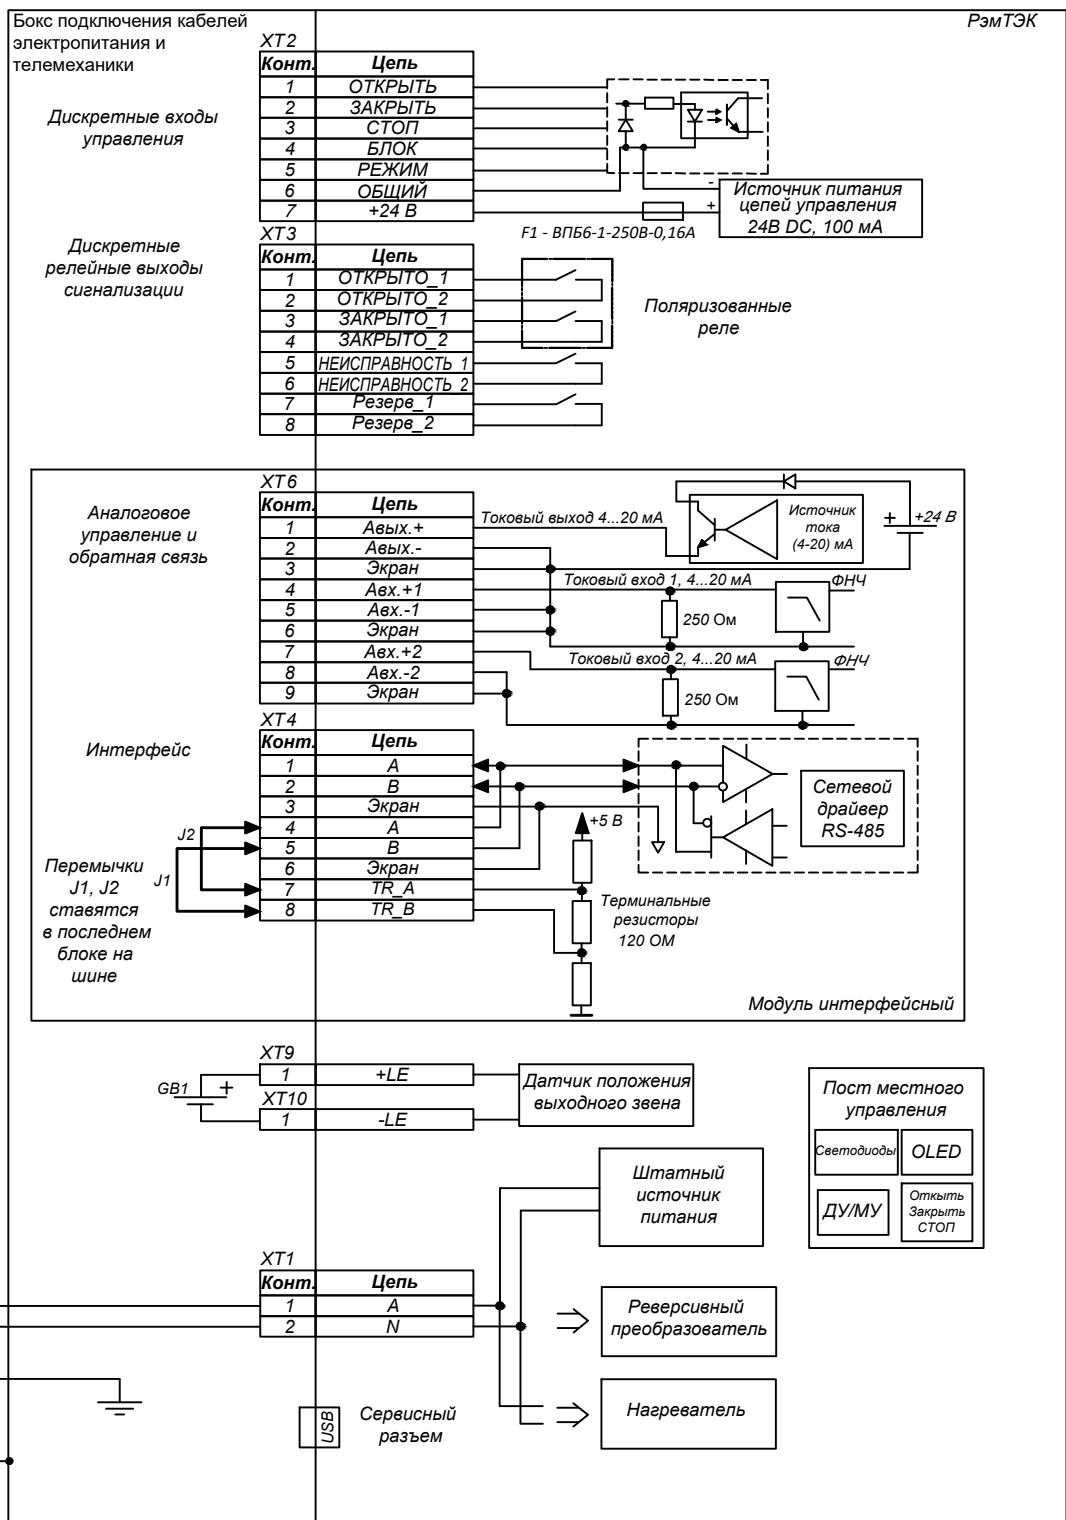 Бокс подключения кабелей
электропитания и
телемеханики
РэмТЭК
Дискретные входы
управления
XT2
Конт. Цепь
1 ОТКРЫТЬ
2 ЗАКРЫТЬ
3 СТОП
4 БЛОК
5 РЕЖИМ
6 ОБЩИЙ
7 +24 В
-
+
Источник питания
цепей управления
24В DC, 100 мА
F1 - ВПБ6-1-250В-0,16А
Дискретные
релейные выходы
сигнализации
XT3
Конт. Цепь
1 ОТКРЫТО_1
2 ОТКРЫТО_2
3 ЗАКРЫТО_1
4 ЗАКРЫТО_2
5 НЕИСПРАВНОСТЬ_1
6 НЕИСПРАВНОСТЬ_2
7 Резерв_1
8 Резерв_2
Поляризованные
реле
Аналоговое
управление и
обратная связь
XT6
Конт. Цепь
1 Авых.+
2 Авых.-
3 Экран
4 Авх.+1
5 Авх.-1
6 Экран
7 Авх.+2
8 Авх.-2
9 Экран
Токовый выход 4...20 мА
Источник
тока
(4-20) мА
+
+24 В
Токовый вход 1, 4...20 мА
ФНЧ
250 Ом
Токовый вход 2, 4...20 мА
ФНЧ
250 Ом
Интерфейс
XT4
Конт. Цепь
1 A
2 B
3 Экран
4 A
5 B
6 Экран
7 TR_A
8 TR_B
J2
J1
Перемычки
J1, J2
ставятся
в последнем
блоке на
шине
+5 В
Терминальные
резисторы
120 ОМ
Сетевой
драйвер
RS-485
Модуль интерфейсный
XT9
1 +LE
XT10
1 -LE
GB1
+
Датчик положения
выходного звена
Пост местного
управления
Светодиоды
OLED
ДУ/МУ
Откыть
Закрыть
СТОП
Штатный
источник
питания
XT1
Конт. Цепь
1 A
2 N
Реверсивный
преобразователь
Нагреватель
USB
Сервисный
разъем